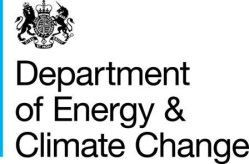 Department
of Energy &
Climate Change